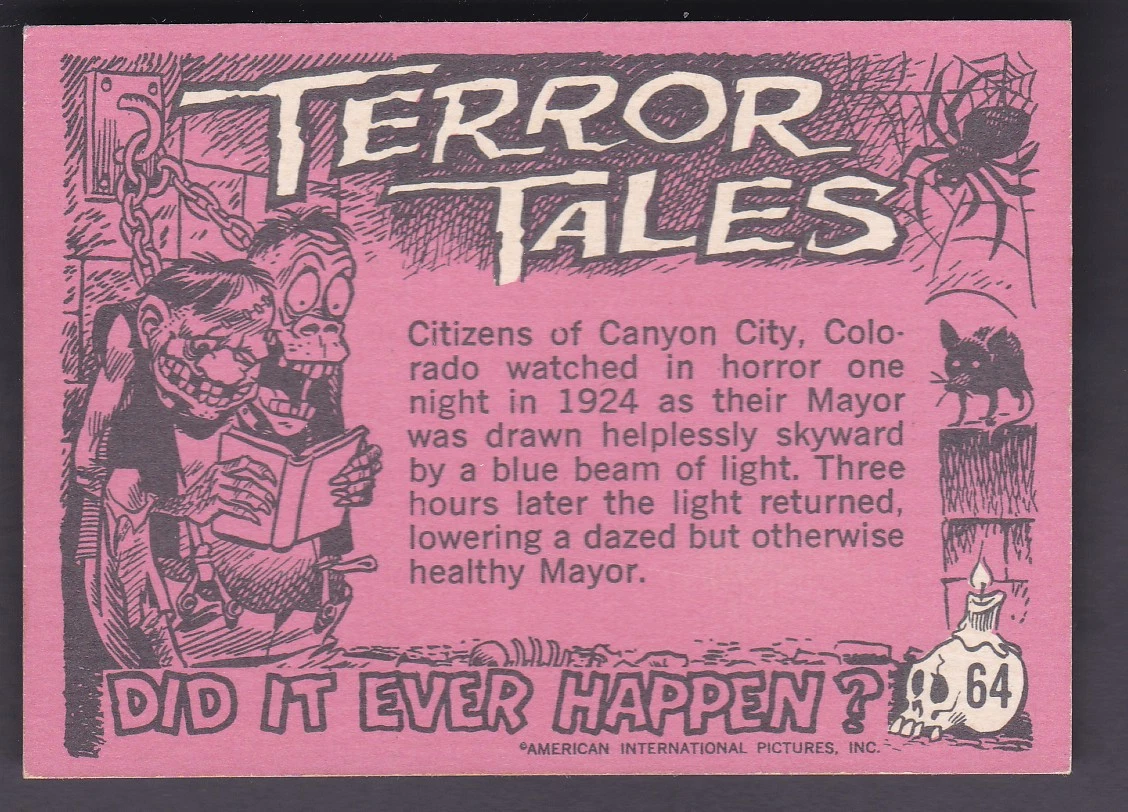 TERROR
TALES
Citizens of Canyon City, Colo-
rado watched in horror one
night in 1924 as their Mayor
was drawn helplessly skyward
by a blue beam of light. Three
hours later the light returned,
lowering a dazed but otherwise
healthy Mayor.
DID IT EVER HAPPEN?
64
©AMERICAN INTERNATIONAL PICTURES, INC.